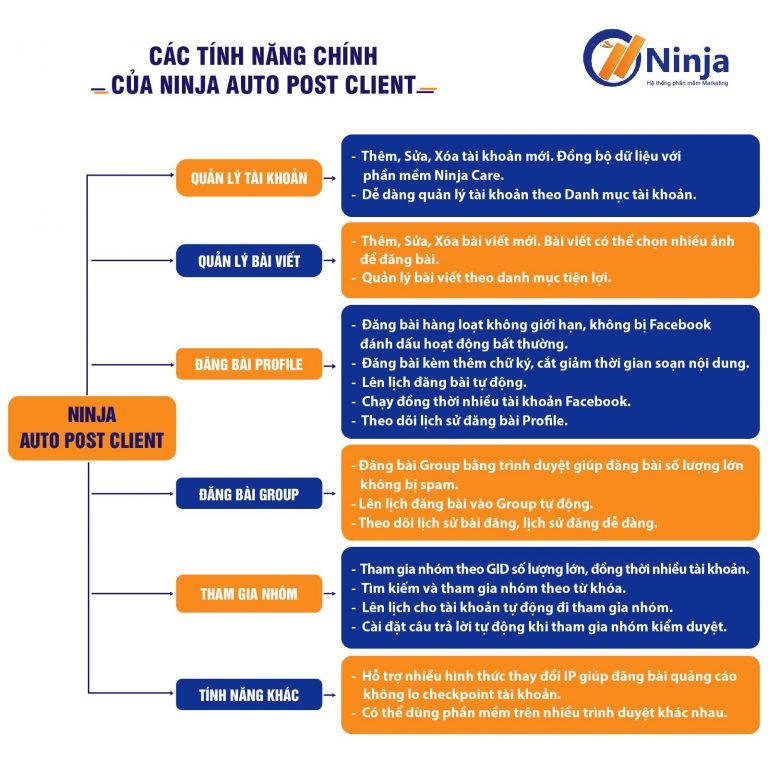 CÁC TÍNH NĂNG CHÍNH
CỦA NINJA AUTO POST CLIENT
Ninja
Hệ thống phần mềm Marketing
NINJA
AUTO POST CLIENT
QUẢN LÝ TÀI KHOẢN
- Thêm, Sửa, Xóa tài khoản mới. Đồng bộ dữ liệu với
phần mềm Ninja Care.
- Dễ dàng quản lý tài khoản theo Danh mục tài khoản.
QUẢN LÝ BÀI VIẾT
- Thêm, Sửa, Xóa bài viết mới. Bài viết có thể chọn nhiều ảnh
để đăng bài.
- Quản lý bài viết theo danh mục tiện lợi.
ĐĂNG BÀI PROFILE
- Đăng bài hàng loạt không giới hạn, không bị Facebook
đánh dấu hoạt động bất thường.
- Đăng bài kèm thêm chữ ký, cắt giảm thời gian soạn nội dung.
- Lên lịch đăng bài tự động.
- Chạy đồng thời nhiều tài khoản Facebook.
- Theo dõi lịch sử đăng bài Profile.
ĐĂNG BÀI GROUP
- Đăng bài Group bằng trình duyệt giúp đăng bài số lượng lớn
không bị spam.
- Lên lịch đăng bài vào Group tự động.
- Theo dõi lịch sử bài đăng, lịch sử đăng dễ dàng.
THAM GIA NHÓM
- Tham gia nhóm theo GID số lượng lớn, đồng thời nhiều tài khoản.
- Tìm kiếm và tham gia nhóm theo từ khóa.
- Lên lịch cho tài khoản tự động đi tham gia nhóm.
- Cài đặt câu trả lời tự động khi tham gia nhóm kiểm duyệt.
TÍNH NĂNG KHÁC
- Hỗ trợ nhiều hình thức thay đổi IP giúp đăng bài quảng cáo
không lo checkpoint tài khoản.
- Có thể dùng phần mềm trên nhiều trình duyệt khác nhau.